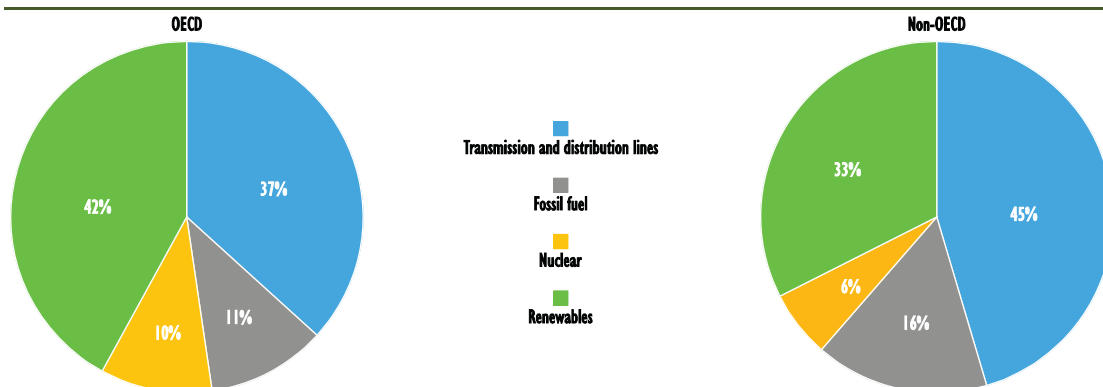 OECD
42%
37%
10%
11%
Transmission and distribution lines
Fossil fuel
Nuclear
Renewables
Non-OECD
33%
45%
6%
16%